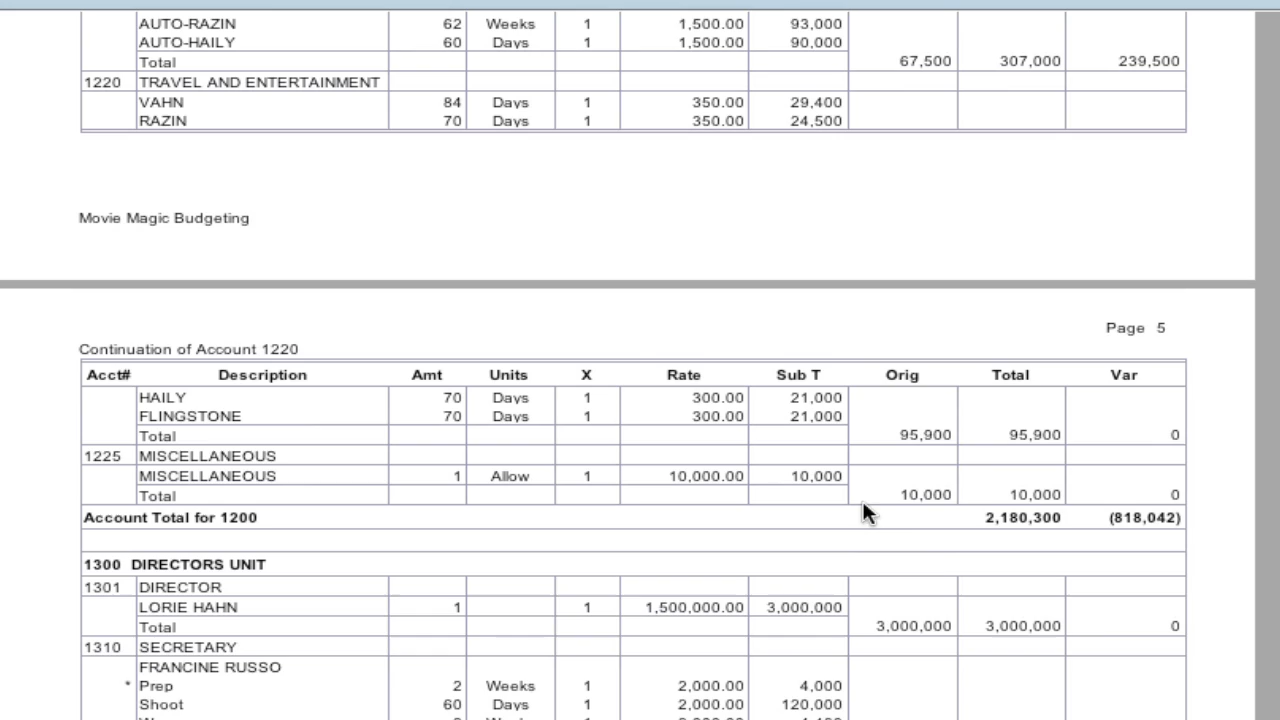 AUTO-RAZIN 62 Weeks 1 1,500.00 93,000
AUTO-HAILY 60 Days 1 1,500.00 90,000
Total 67,500 307,000 239,500
1220 TRAVEL AND ENTERTAINMENT
VAHN 84 Days 1 350.00 29,400
RAZIN 70 Days 1 350.00 24,500
Movie Magic Budgeting
Page 5
Continuation of Account 1220
Acct# Description Amt Units X Rate Sub T Orig Total Var
HAILY 70 Days 1 300.00 21,000
FLINGSTONE 70 Days 1 300.00 21,000
Total 95,900 95,900 0
1225 MISCELLANEOUS
MISCELLANEOUS 1 Allow 1 10,000.00 10,000
Total 10,000 10,000 0
Account Total for 1200 2,180,300 (818,042)
1300 DIRECTORS UNIT
1301 DIRECTOR
LORIE HAHN 1 1 1,500,000.00 3,000,000
Total 3,000,000 3,000,000 0
1310 SECRETARY
FRANCINE RUSSO
* Prep 2 Weeks 1 2,000.00 4,000
Shoot 60 Days 1 2,000.00 120,000